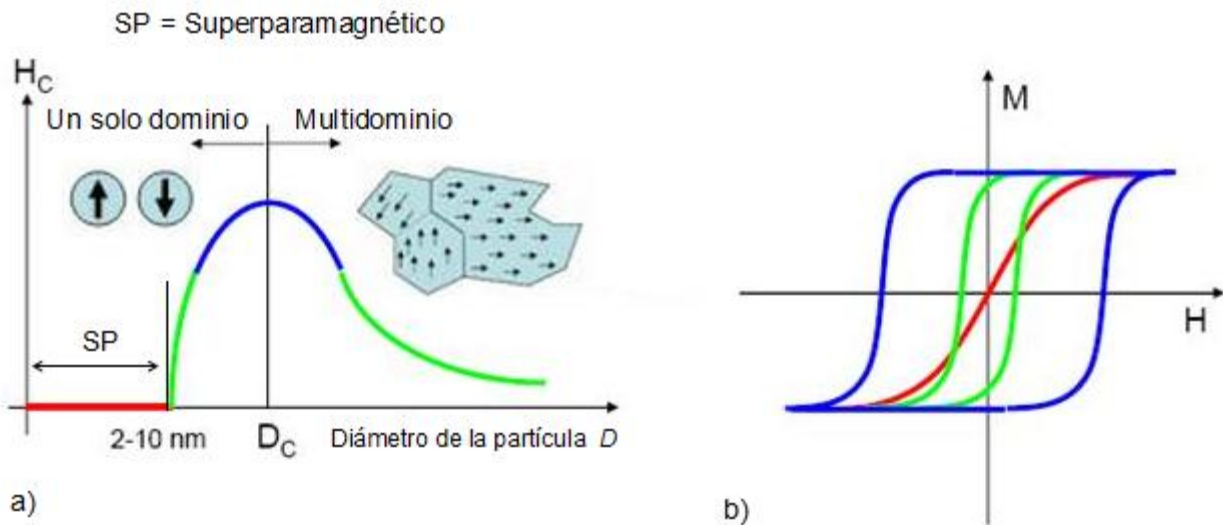 SP = Superparamagnético
H_C
Un solo dominio
Multidominio
SP
2-10 nm
D_C
Diámetro de la partícula D
a)
M
H
b)